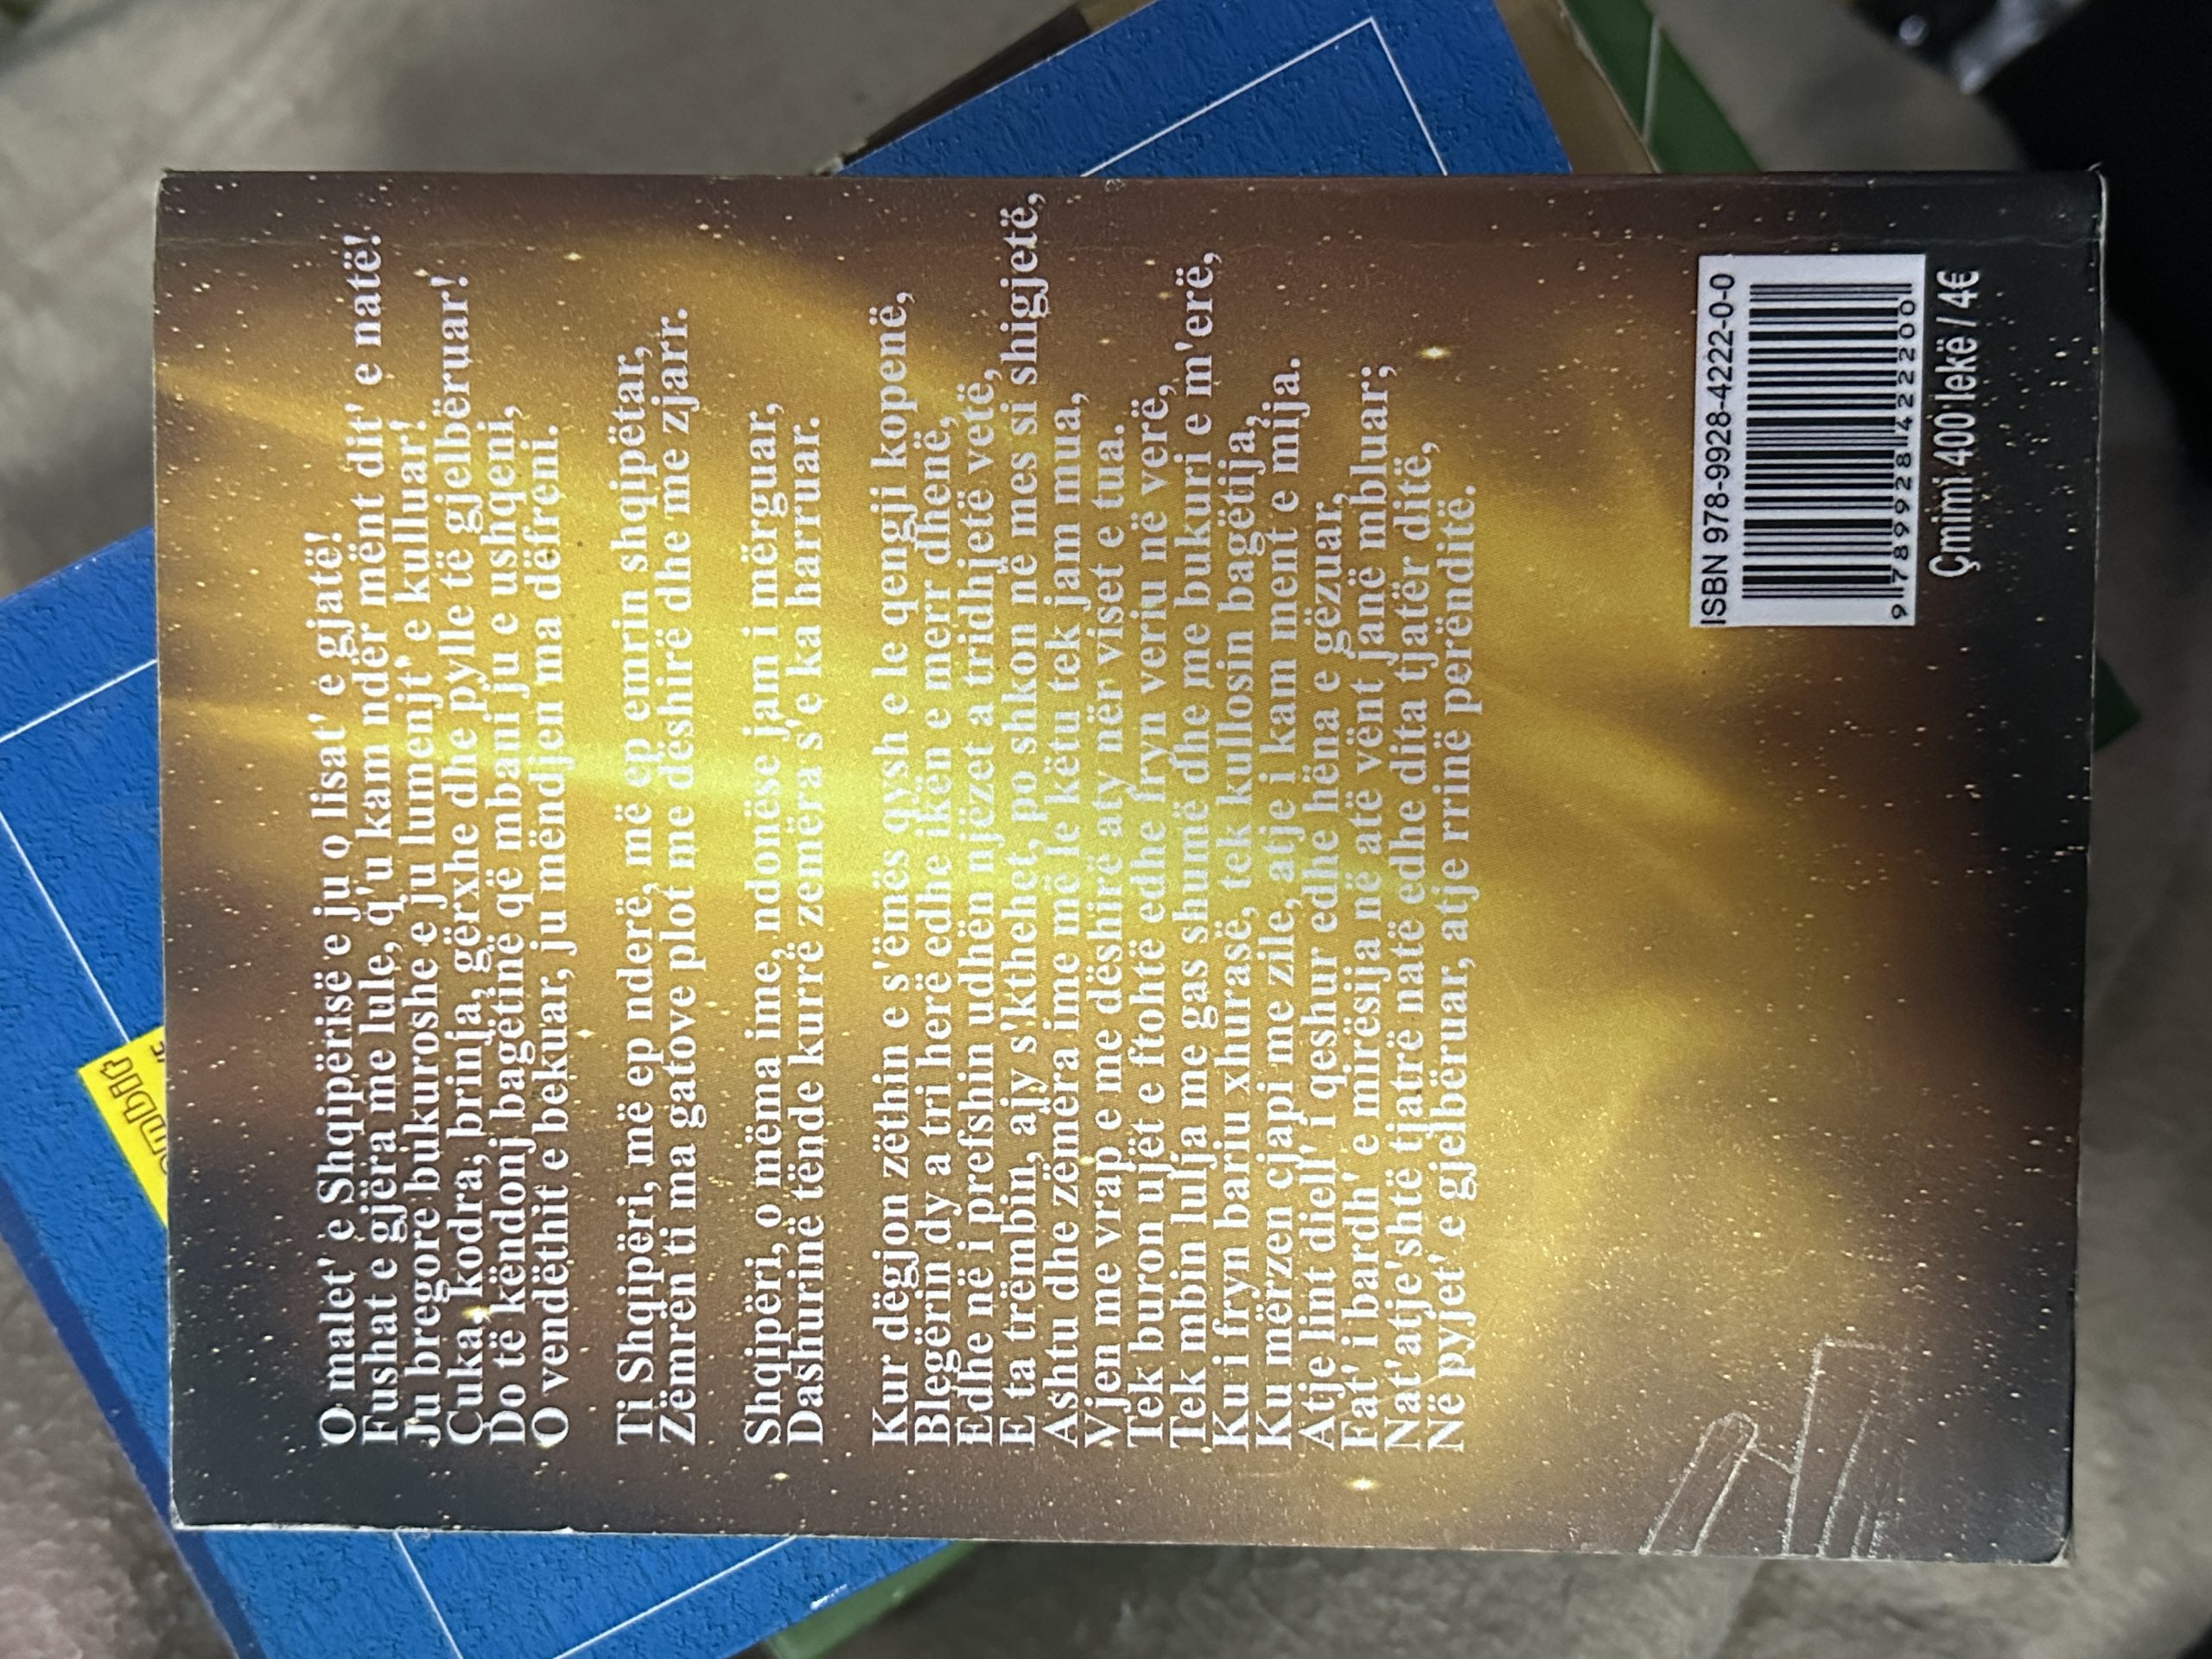 O malet' e Shqipërisë e ju o lisat' e gjatë!
Fushat e gjëra me lule, q'u kam ndër mënt dit' e natë!
Ju bregore bukuroshe e ju lumenjt' e kulluar!
Çuka, kodra, brinja, gërxhe dhe pylle të gjelbëruar!
Do të këndonj bagëtinë që mbani ju e ushqeni,
O vendëthit e bekuar, ju mëndjen ma dëfreni.
Ti Shqipëri, më ep nderë, më ep emrin shqipëtar,
Zëmrën ti ma gatove plot me dëshirë dhe me zjarr.
Shqipëri, o mëma ime, ndonëse jam i mërguar,
Dashurinë tënde kurrë zemëra s'e ka harruar.
Kur dëgjon zëthin e s'ëmës qysh e le qengji kopenë,
Blegërin dy a tri herë edhe ikën e merr dhenë,
Edhe në i prefshin udhën njëzet a tridhjetë vetë,
E ta trëmbin, ajy s'kthehet, po shkon në mes si shigjetë,
Ashtu dhe zëmëra ime më le këtu tek jam mua,
Vjen me vrap e me dëshirë aty nër viset e tua.
Tek buron ujët e ftohtë edhe fryn veriu në verë,
Tek mbin lulja me gas shumë dhe me bukuri e m'erë,
Ku i fryn bariu xhurasë, tek kullosin bagëtija,
Ku mërzen cjapi me zile, atje i kam ment e mija.
Atje lint diell' i qeshur edhe hëna e gëzuar,
Fat' i bardh' e mirësija në atë vënt janë mbluar;
Nat'atje'shtë tjatrë natë edhe dita tjatër ditë,
Në pyjet' e gjelbëruar, atje rrinë perënditë.
ISBN 978-9928-4222-0-0
9 789928 422200
Çmimi 400 lekë / 4€